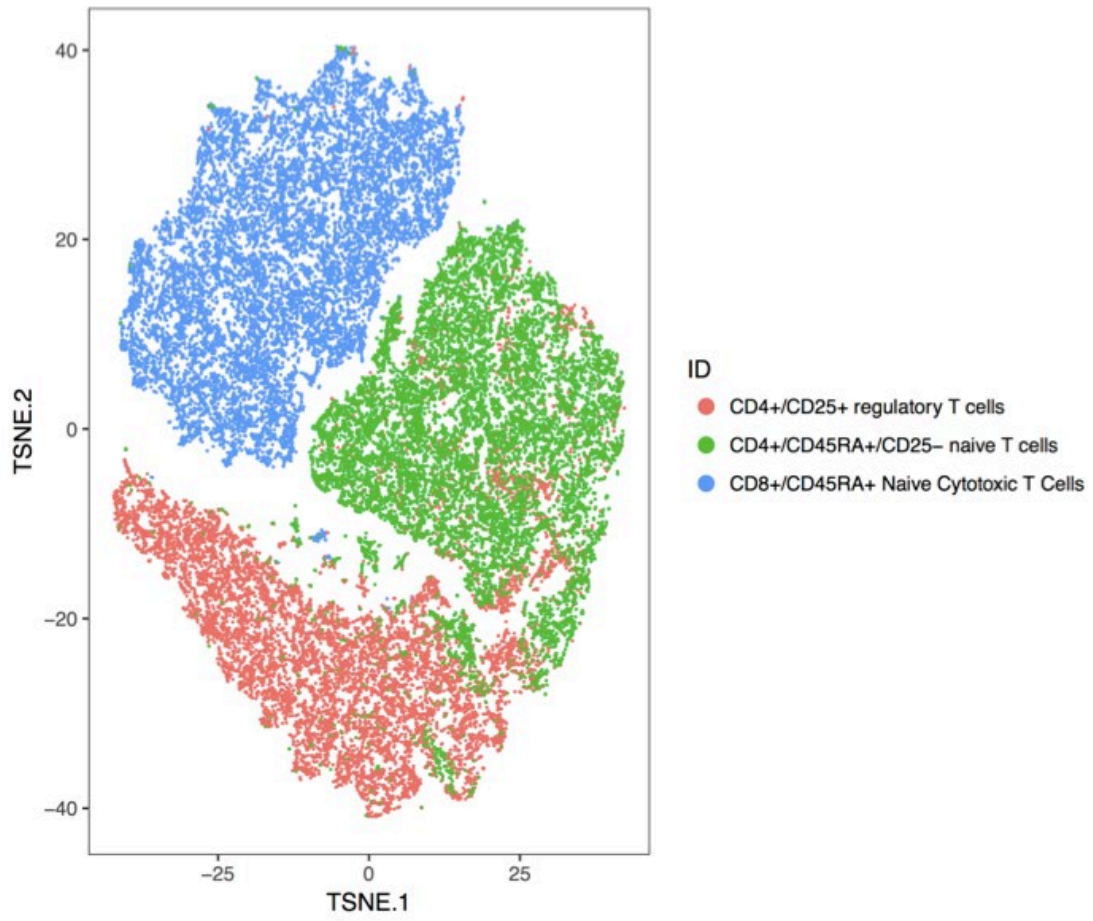 40
20
0
−20
−40
TSNE.2
−25
0
25
TSNE.1
ID
CD4+/CD25+ regulatory T cells
CD4+/CD45RA+/CD25− naive T cells
CD8+/CD45RA+ Naive Cytotoxic T Cells